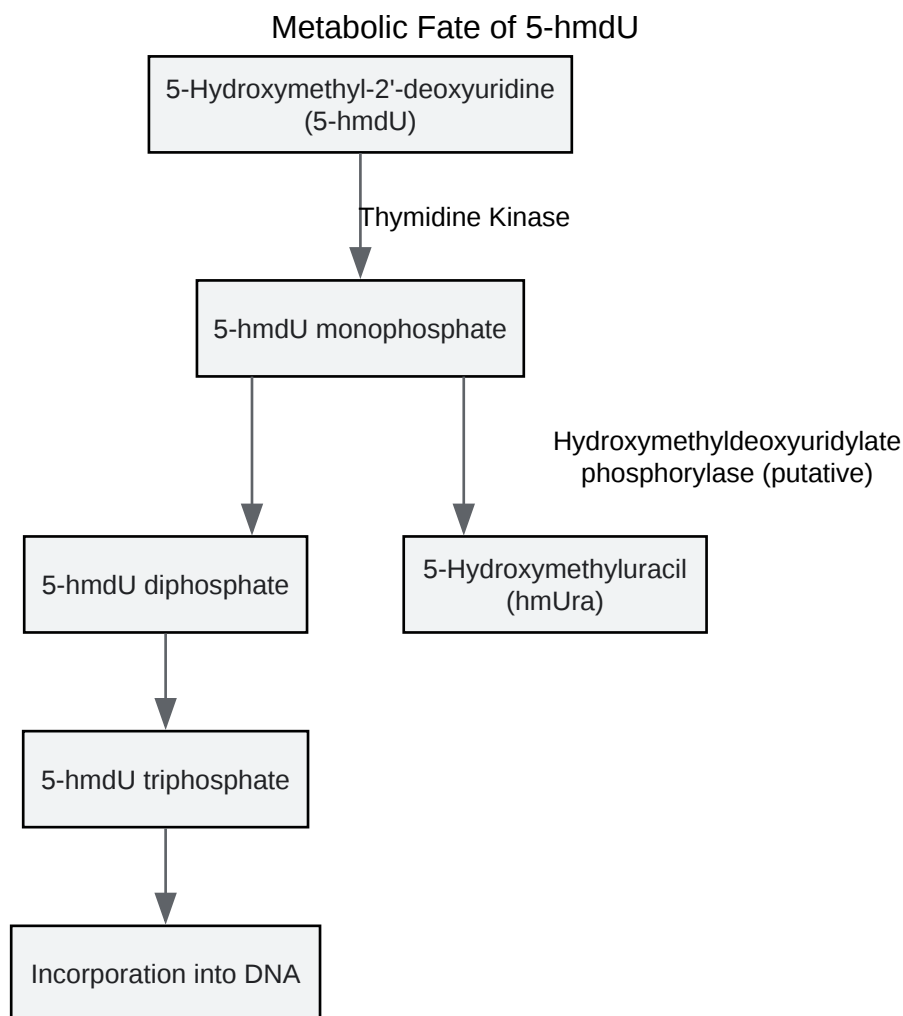 Metabolic Fate of 5-hmdU
5-Hydroxymethyl-2'-deoxyuridine
(5-hmdU)
Thymidine Kinase
5-hmdU monophosphate
Hydroxymethyldeoxyuridylate
phosphorylase (putative)
5-hmdU diphosphate
5-Hydroxymethyluracil
(hmUra)
5-hmdU triphosphate
Incorporation into DNA